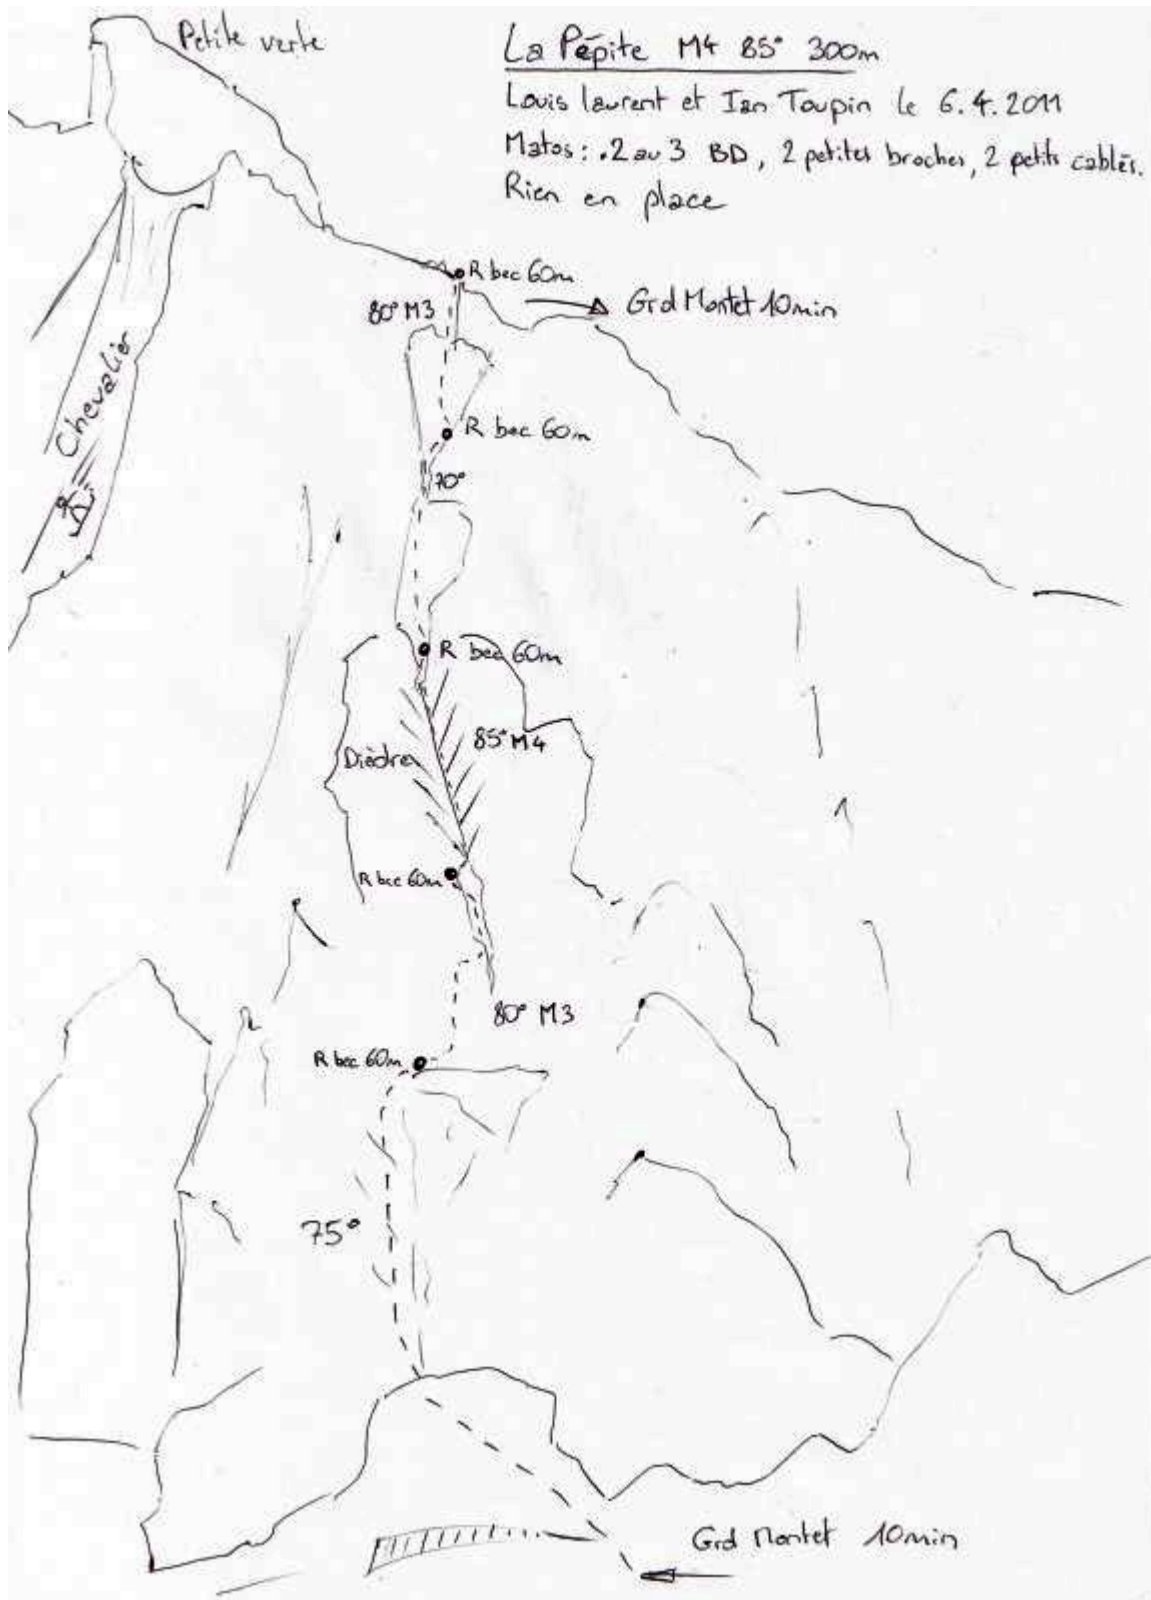 Petite verte
La Pépite M4 85° 300m
Louis laurent et Ian Toupin le 6.4.2011
Matos: .2 au 3 BD, 2 petites broches, 2 petits cablés.
Rien en place
R bec 60m
80° M3
Grd Montet 10min
Chevalier
R bec 60m
70°
R bec 60m
85° M4
Dièdre
R bec 60m
80° M3
R bec 60m
75°
Grd Montet 10min